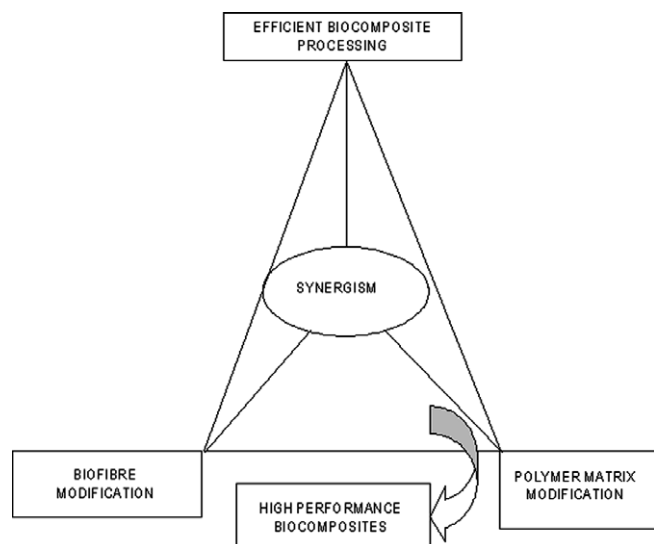 EFFICIENT BIOCOMPOSITE
PROCESSING
SYNERGISM
BIOFIBRE
MODIFICATION
POLYMER MATRIX
MODIFICATION
HIGH PERFORMANCE
BIOCOMPOSITES